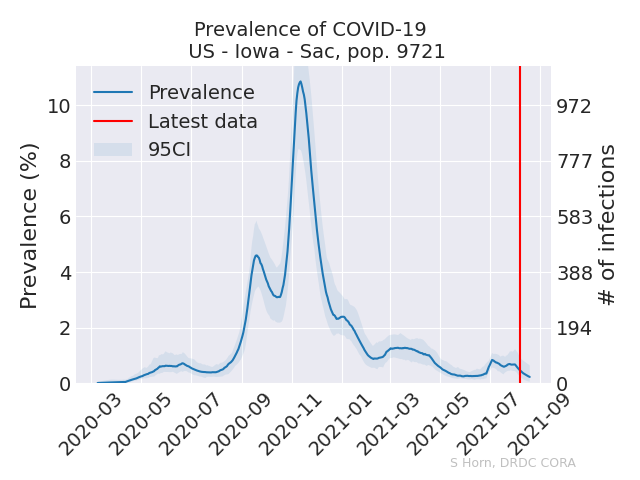 Prevalence of COVID-19
US - Iowa - Sac, pop. 9721
Prevalence
Latest data
95CI
Prevalence (%)
10
8
6
4
2
0
# of infections
972
777
583
388
194
0
2020-03
2020-05
2020-07
2020-09
2020-11
2021-01
2021-03
2021-05
2021-07
2021-09
S Horn, DRDC CORA